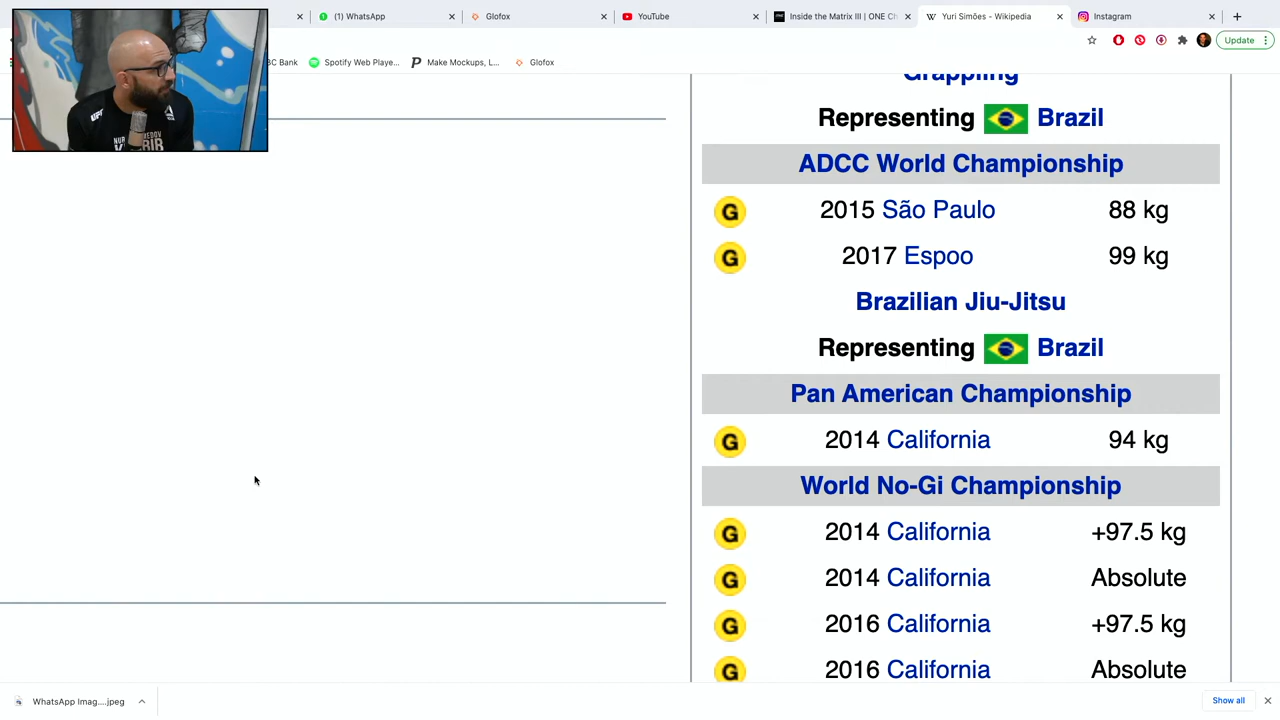 (1) WhatsApp
Glofox
YouTube
Inside the Matrix III | ONE Ch
Yuri Simões - Wikipedia
Instagram
Update
BC Bank
Spotify Web Playe...
Make Mockups, L...
Glofox
UFC
Grappling
Representing Brazil
ADCC World Championship
G 2015 São Paulo 88 kg
G 2017 Espoo 99 kg
Brazilian Jiu-Jitsu
Representing Brazil
Pan American Championship
G 2014 California 94 kg
World No-Gi Championship
G 2014 California +97.5 kg
G 2014 California Absolute
G 2016 California +97.5 kg
G 2016 California Absolute
WhatsApp Imag....jpeg
Show all